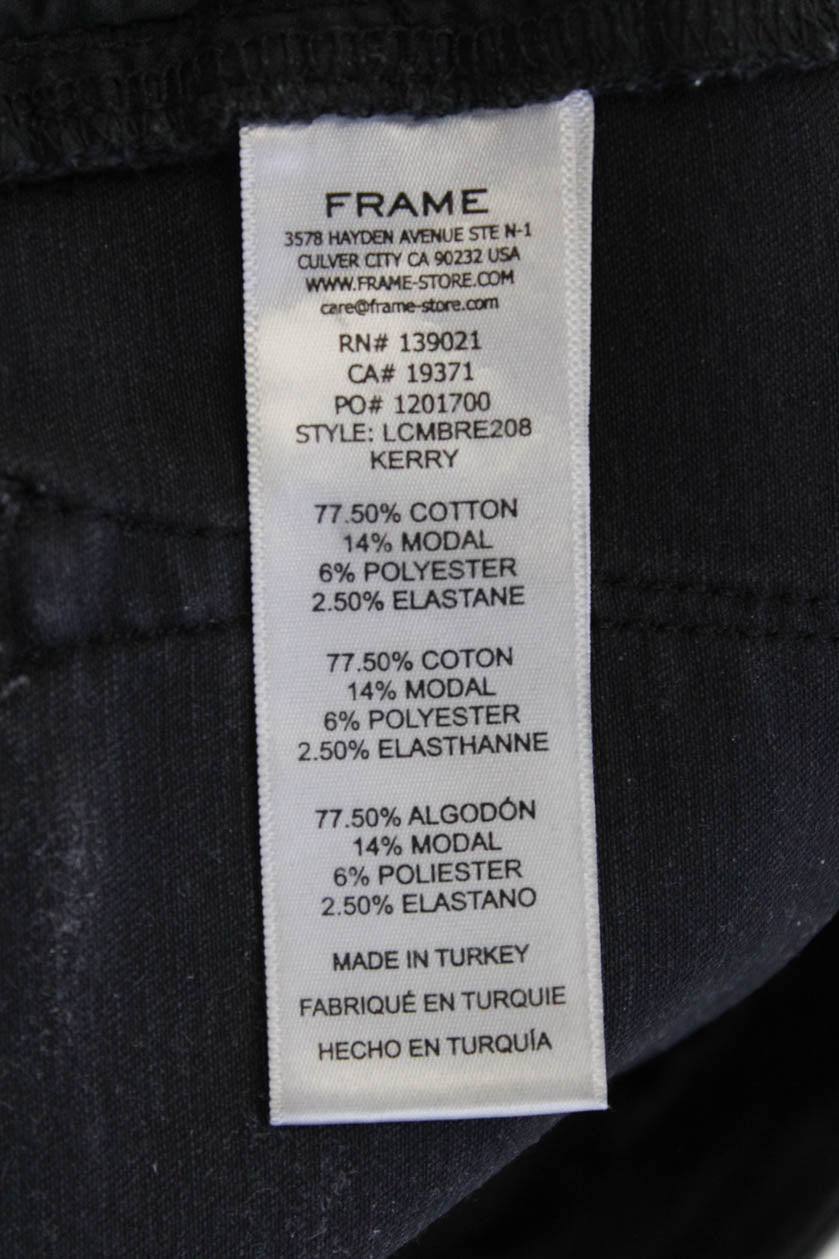 FRAME
3578 HAYDEN AVENUE STE N-1
CULVER CITY CA 90232 USA
WWW.FRAME-STORE.COM
care@frame-store.com
RN# 139021
CA# 19371
PO# 1201700
STYLE: LCMBRE208
KERRY
77.50% COTTON
14% MODAL
6% POLYESTER
2.50% ELASTANE
77.50% COTON
14% MODAL
6% POLYESTER
2.50% ELASTHANNE
77.50% ALGODÓN
14% MODAL
6% POLIESTER
2.50% ELASTANO
MADE IN TURKEY
FABRIQUÉ EN TURQUIE
HECHO EN TURQUÍA